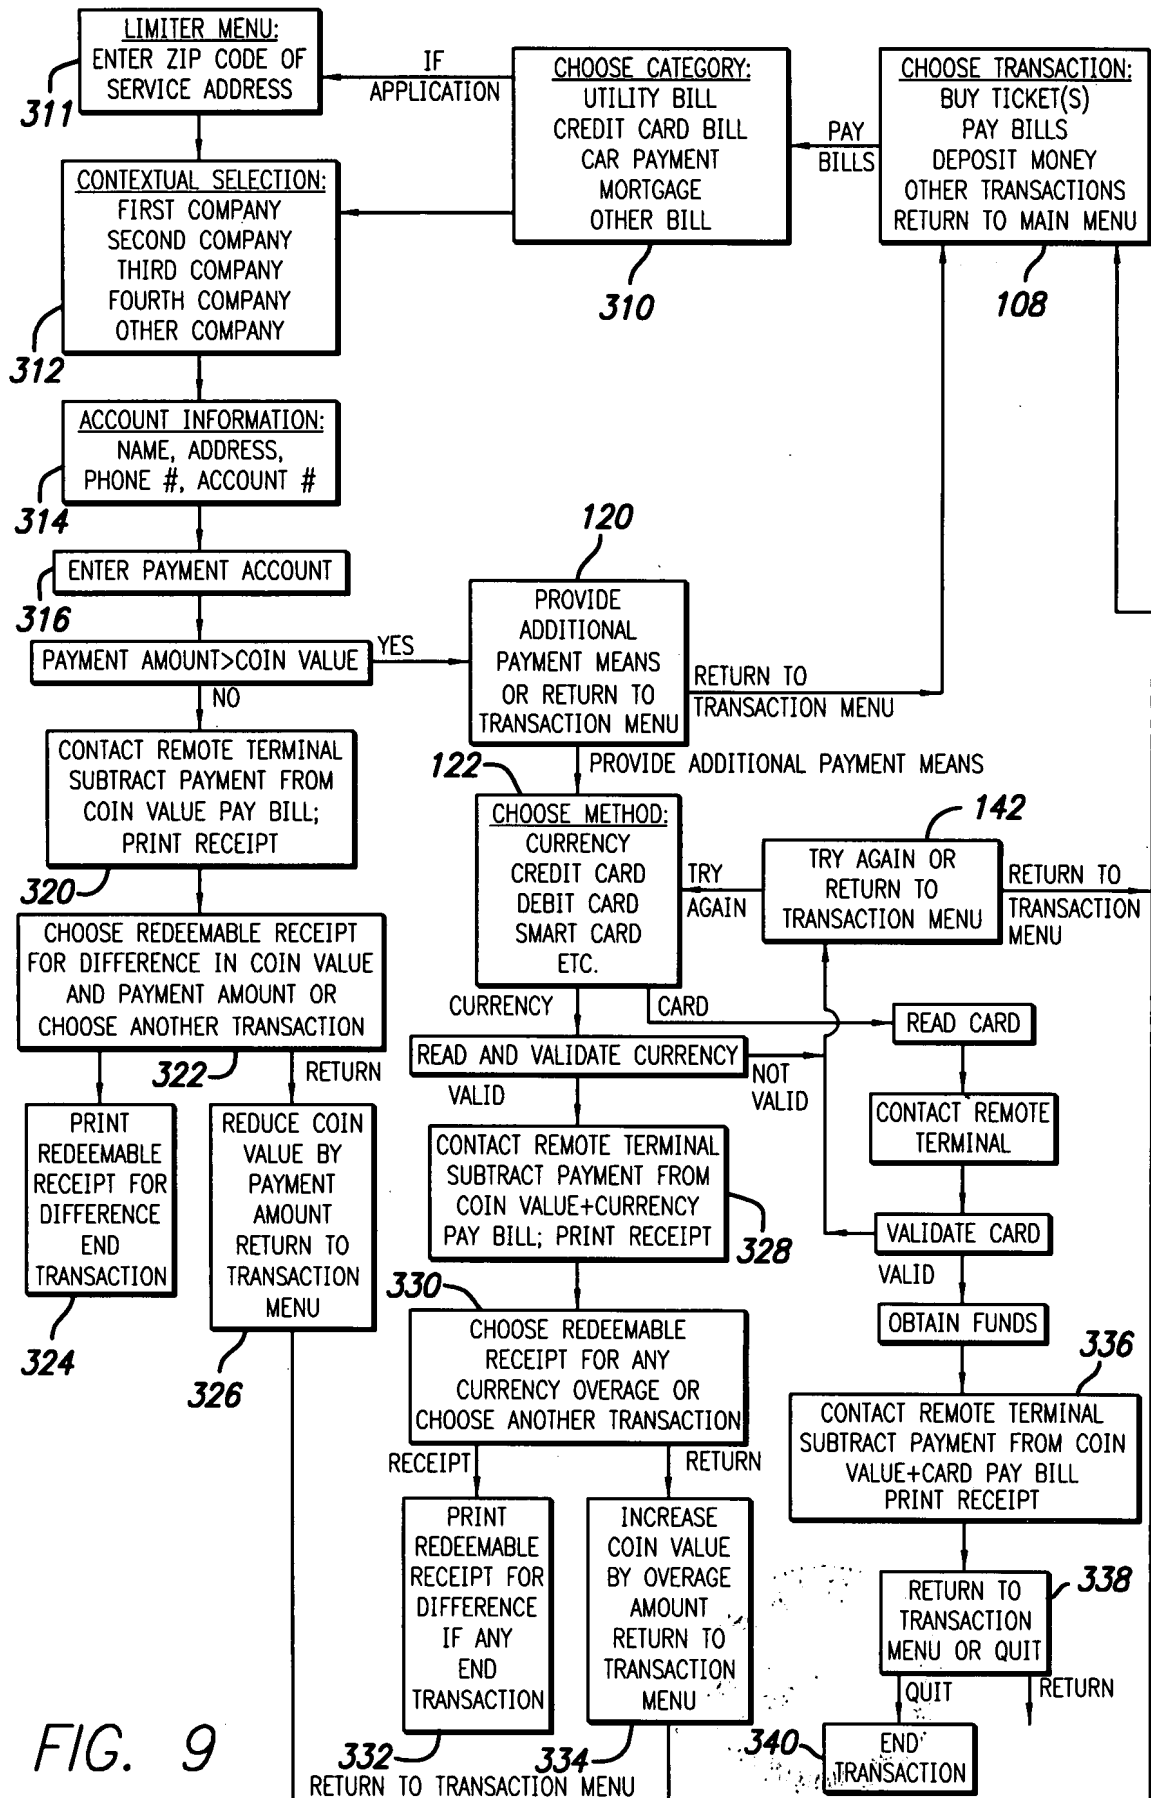 LIMITER MENU:
ENTER ZIP CODE OF
SERVICE ADDRESS
311
IF
APPLICATION
CHOOSE CATEGORY:
UTILITY BILL
CREDIT CARD BILL
CAR PAYMENT
MORTGAGE
OTHER BILL
310
PAY
BILLS
CHOOSE TRANSACTION:
BUY TICKET(S)
PAY BILLS
DEPOSIT MONEY
OTHER TRANSACTIONS
RETURN TO MAIN MENU
108
CONTEXTUAL SELECTION:
FIRST COMPANY
SECOND COMPANY
THIRD COMPANY
FOURTH COMPANY
OTHER COMPANY
312
ACCOUNT INFORMATION:
NAME, ADDRESS,
PHONE #, ACCOUNT #
314
ENTER PAYMENT ACCOUNT
316
PAYMENT AMOUNT>COIN VALUE
YES
NO
120
PROVIDE
ADDITIONAL
PAYMENT MEANS
OR RETURN TO
TRANSACTION MENU
RETURN TO
TRANSACTION MENU
PROVIDE ADDITIONAL PAYMENT MEANS
CONTACT REMOTE TERMINAL
SUBTRACT PAYMENT FROM
COIN VALUE PAY BILL;
PRINT RECEIPT
320
122
CHOOSE METHOD:
CURRENCY
CREDIT CARD
DEBIT CARD
SMART CARD
ETC.
TRY
AGAIN
142
TRY AGAIN OR
RETURN TO
TRANSACTION MENU
RETURN TO
TRANSACTION
MENU
CHOOSE REDEEMABLE RECEIPT
FOR DIFFERENCE IN COIN VALUE
AND PAYMENT AMOUNT OR
CHOOSE ANOTHER TRANSACTION
322
RETURN
CURRENCY
CARD
READ AND VALIDATE CURRENCY
VALID
NOT
VALID
READ CARD
CONTACT REMOTE
TERMINAL
VALIDATE CARD
VALID
OBTAIN FUNDS
PRINT
REDEEMABLE
RECEIPT FOR
DIFFERENCE
END
TRANSACTION
324
REDUCE COIN
VALUE BY
PAYMENT
AMOUNT
RETURN TO
TRANSACTION
MENU
326
CONTACT REMOTE TERMINAL
SUBTRACT PAYMENT FROM
COIN VALUE+CURRENCY
PAY BILL; PRINT RECEIPT
328
330
CHOOSE REDEEMABLE
RECEIPT FOR ANY
CURRENCY OVERAGE OR
CHOOSE ANOTHER TRANSACTION
RECEIPT
RETURN
336
CONTACT REMOTE TERMINAL
SUBTRACT PAYMENT FROM COIN
VALUE+CARD PAY BILL
PRINT RECEIPT
PRINT
REDEEMABLE
RECEIPT FOR
DIFFERENCE
IF ANY
END
TRANSACTION
332
INCREASE
COIN VALUE
BY OVERAGE
AMOUNT
RETURN TO
TRANSACTION
MENU
334
RETURN TO
TRANSACTION
MENU OR QUIT
338
QUIT
RETURN
END
TRANSACTION
340
RETURN TO TRANSACTION MENU
FIG. 9